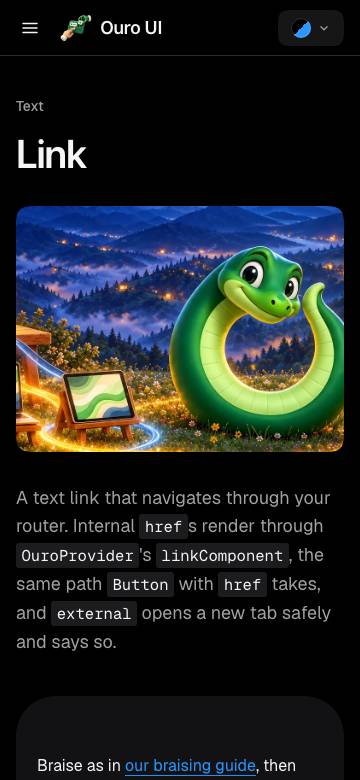 Ouro UI
Text
Link
A text link that navigates through your
router. Internal hrefs render through
OuroProvider's linkComponent, the
same path Button with href takes,
and external opens a new tab safely
and says so.
Braise as in our braising guide, then